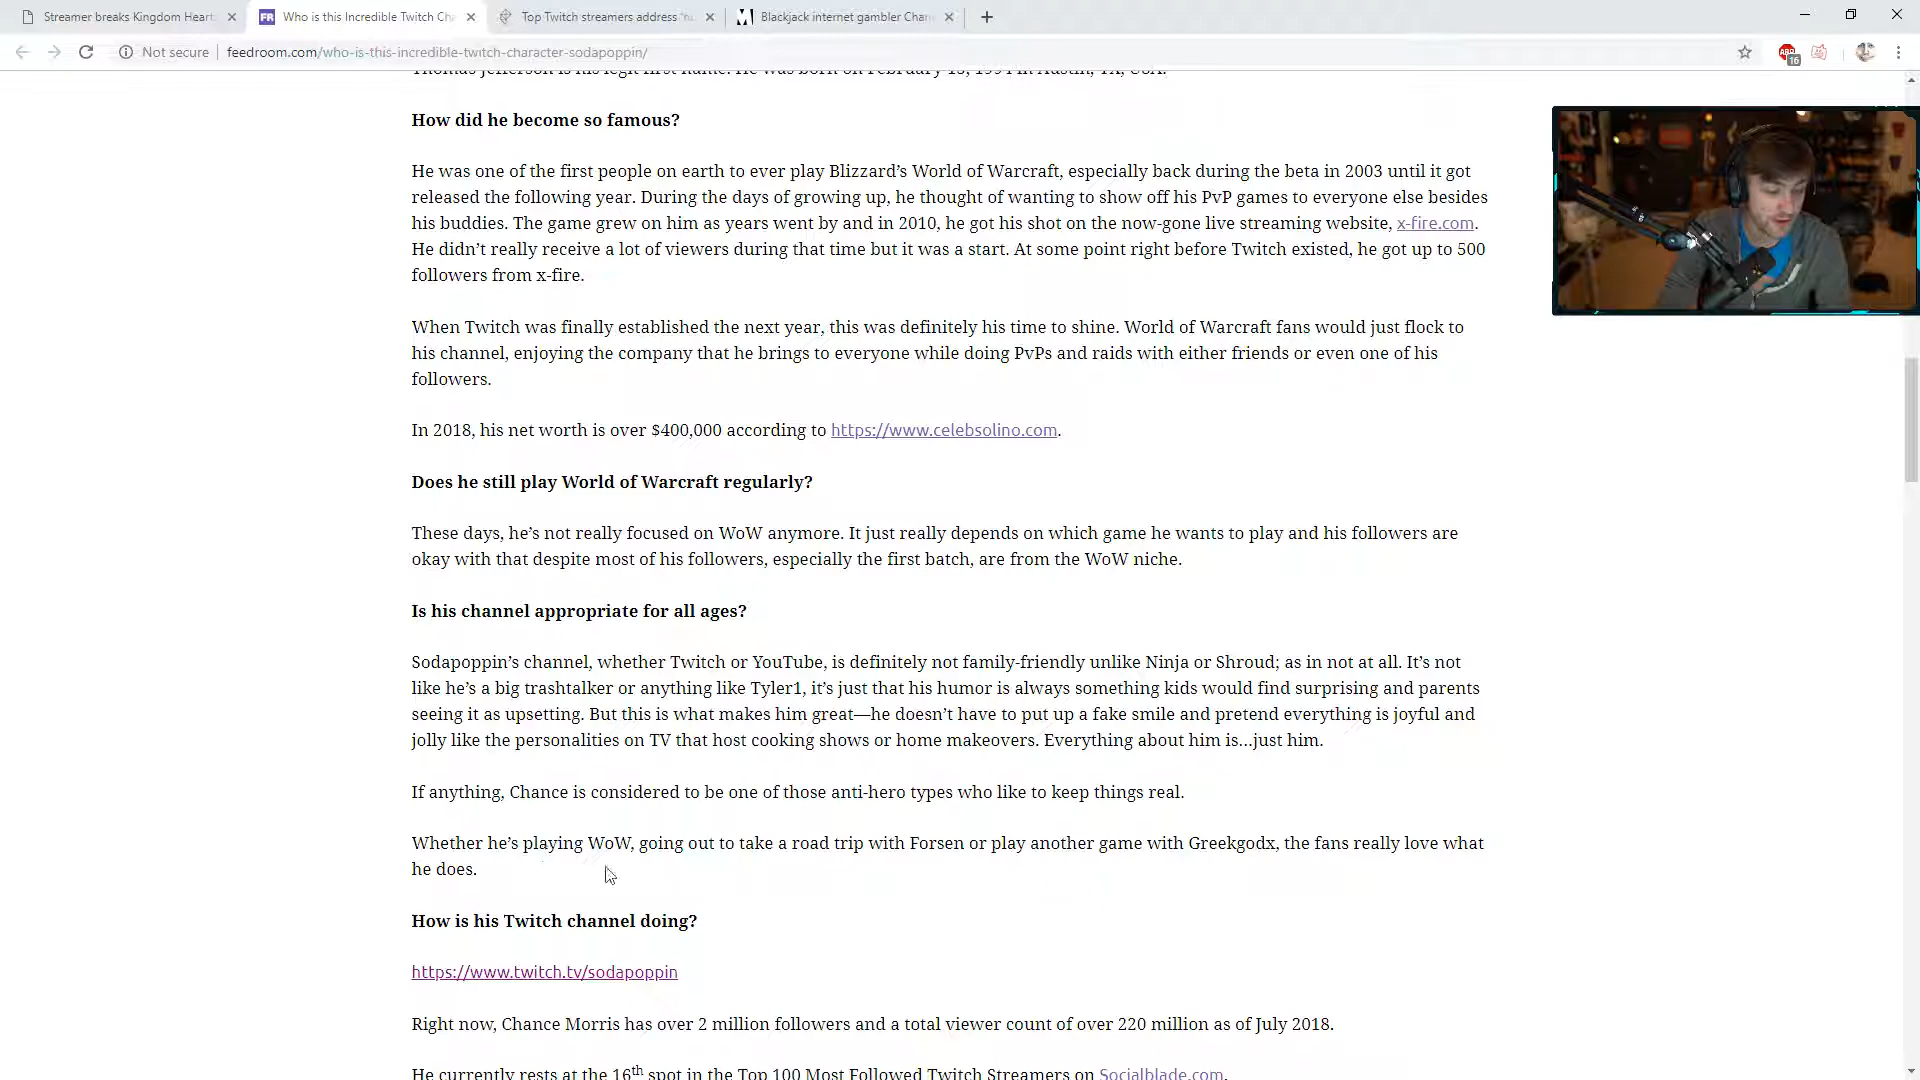 Streamer breaks Kingdom Heart
Who is this Incredible Twitch Ch
Top Twitch streamers address "n
Blackjack internet gambler Chan
Not secure
feedroom.com/who-is-this-incredible-twitch-character-sodapoppin/
16
Thomas Jefferson is his legit first name. He was born on February 15, 1994 in Austin, TX, USA.
How did he become so famous?
He was one of the first people on earth to ever play Blizzard’s World of Warcraft, especially back during the beta in 2003 until it got
released the following year. During the days of growing up, he thought of wanting to show off his PvP games to everyone else besides
his buddies. The game grew on him as years went by and in 2010, he got his shot on the now-gone live streaming website, x-fire.com.
He didn’t really receive a lot of viewers during that time but it was a start. At some point right before Twitch existed, he got up to 500
followers from x-fire.
When Twitch was finally established the next year, this was definitely his time to shine. World of Warcraft fans would just flock to
his channel, enjoying the company that he brings to everyone while doing PvPs and raids with either friends or even one of his
followers.
In 2018, his net worth is over $400,000 according to https://www.celebsolino.com.
Does he still play World of Warcraft regularly?
These days, he’s not really focused on WoW anymore. It just really depends on which game he wants to play and his followers are
okay with that despite most of his followers, especially the first batch, are from the WoW niche.
Is his channel appropriate for all ages?
Sodapoppin’s channel, whether Twitch or YouTube, is definitely not family-friendly unlike Ninja or Shroud; as in not at all. It’s not
like he’s a big trashtalker or anything like Tyler1, it’s just that his humor is always something kids would find surprising and parents
seeing it as upsetting. But this is what makes him great—he doesn’t have to put up a fake smile and pretend everything is joyful and
jolly like the personalities on TV that host cooking shows or home makeovers. Everything about him is…just him.
If anything, Chance is considered to be one of those anti-hero types who like to keep things real.
Whether he’s playing WoW, going out to take a road trip with Forsen or play another game with Greekgodx, the fans really love what
he does.
How is his Twitch channel doing?
https://www.twitch.tv/sodapoppin
Right now, Chance Morris has over 2 million followers and a total viewer count of over 220 million as of July 2018.
He currently rests at the 16th spot in the Top 100 Most Followed Twitch Streamers on Socialblade.com.